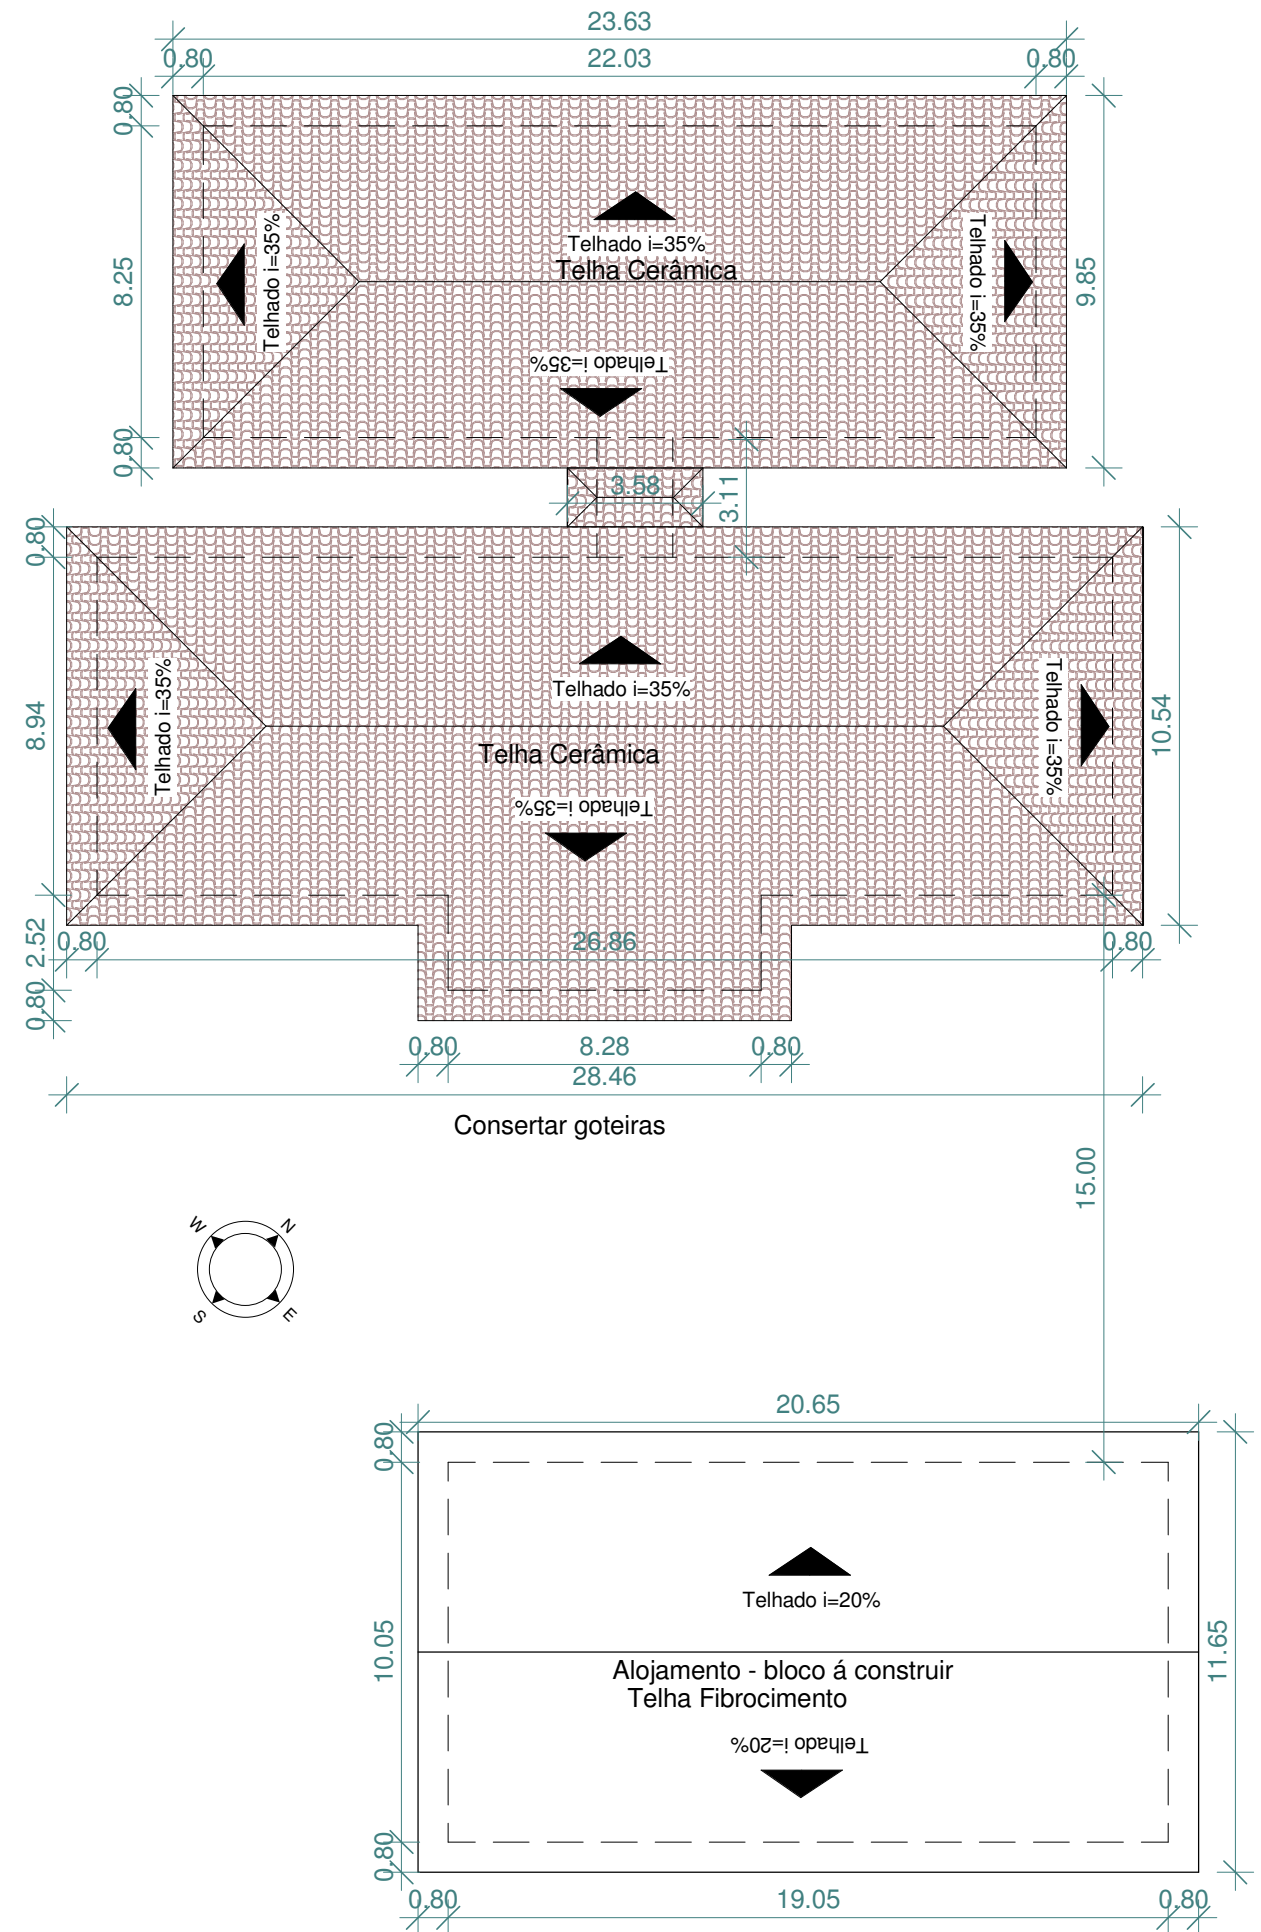 23.63
0.80
22.03
0.80
0.80
8.25
0.80
9.85
Telhado i=35%
Telha Cerâmica
Telhado i=35%
Telhado i=35%
Telhado i=35%
3.58
3.11
0.80
8.94
2.52
0.80
10.54
Telhado i=35%
Telhado i=35%
Telhado i=35%
Telha Cerâmica
Telhado i=35%
0.80
26.86
0.80
0.80
8.28
0.80
28.46
Consertar goteiras
15.00
W
N
S
E
20.65
0.80
10.05
0.80
11.65
Telhado i=20%
Alojamento - bloco á construir
Telha Fibrocimento
Telhado i=20%
0.80
19.05
0.80